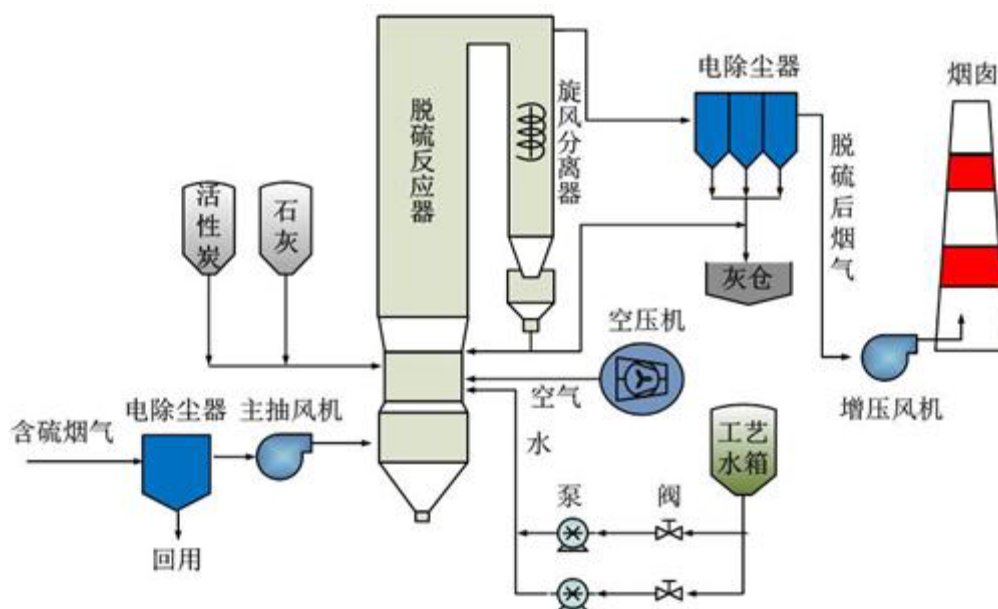 电除尘器
烟囱
脱硫反应器
旋风分离器
活性炭
石灰
脱硫后烟气
灰仓
空压机
空气
水
电除尘器
主抽风机
含硫烟气
增压风机
工艺
水箱
泵
阀
回用